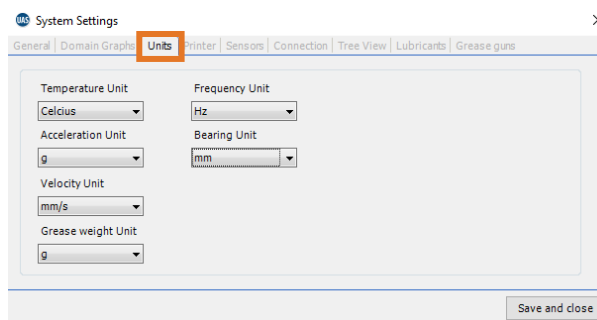 UAS System Settings
General Domain Graphs Units Printer Sensors Connection Tree View Lubricants Grease guns
Temperature Unit Frequency Unit
Celcius Hz
Acceleration Unit Bearing Unit
g mm
Velocity Unit
mm/s
Grease weight Unit
g
Save and close